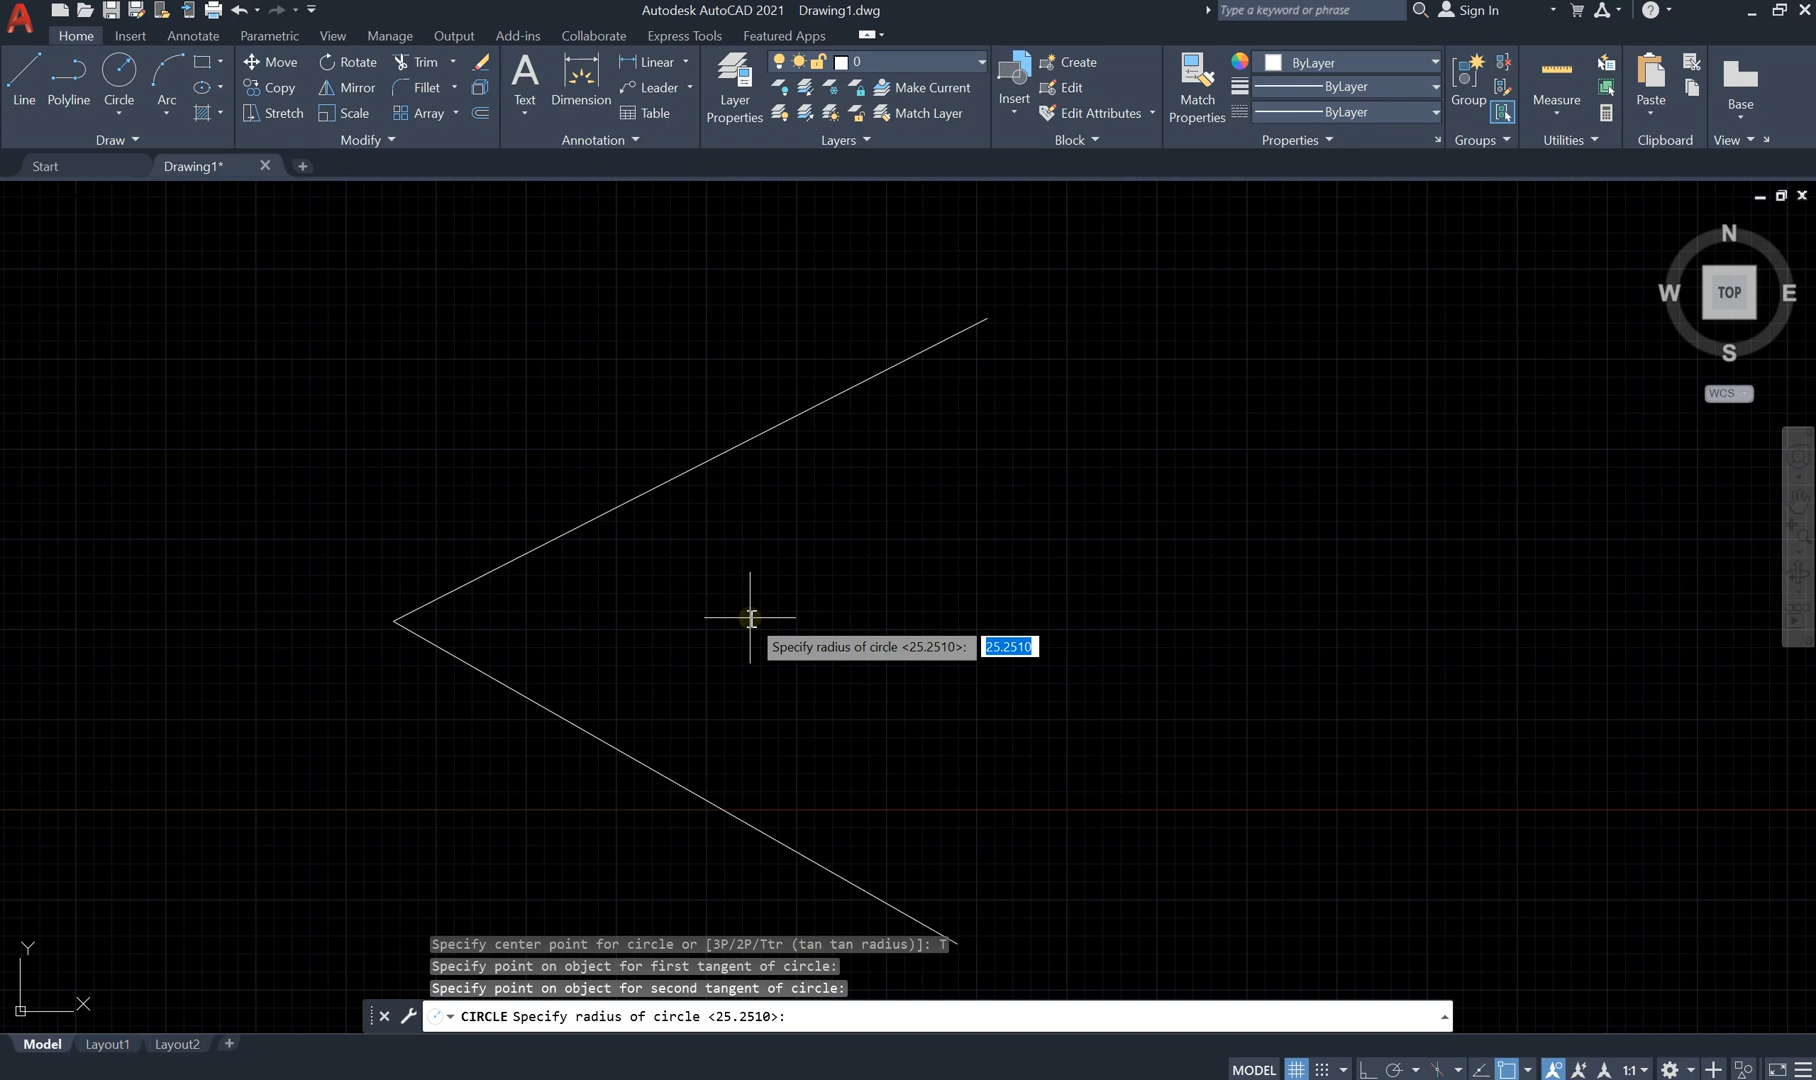 Autodesk AutoCAD 2021 Drawing1.dwg
Type a keyword or phrase
Sign In
Home Insert Annotate Parametric View Manage Output Add-ins Collaborate Express Tools Featured Apps
Line
Polyline
Circle
Arc
Draw
Move
Rotate
Trim
Copy
Mirror
Fillet
Stretch
Scale
Array
Modify
Text
Dimension
Linear
Leader
Table
Annotation
Layer
Properties
0
Make Current
Match Layer
Layers
Insert
Create
Edit
Edit Attributes
Block
Match
Properties
ByLayer
ByLayer
ByLayer
Properties
Group
Groups
Measure
Utilities
Paste
Clipboard
Base
View
Start
Drawing1*
N
W
TOP
E
S
WCS
Specify radius of circle <25.2510>: 25.2510
Specify center point for circle or [3P/2P/Ttr (tan tan radius)]: T
Specify point on object for first tangent of circle:
Specify point on object for second tangent of circle:
CIRCLE Specify radius of circle <25.2510>:
Y
X
Model Layout1 Layout2
MODEL
1:1